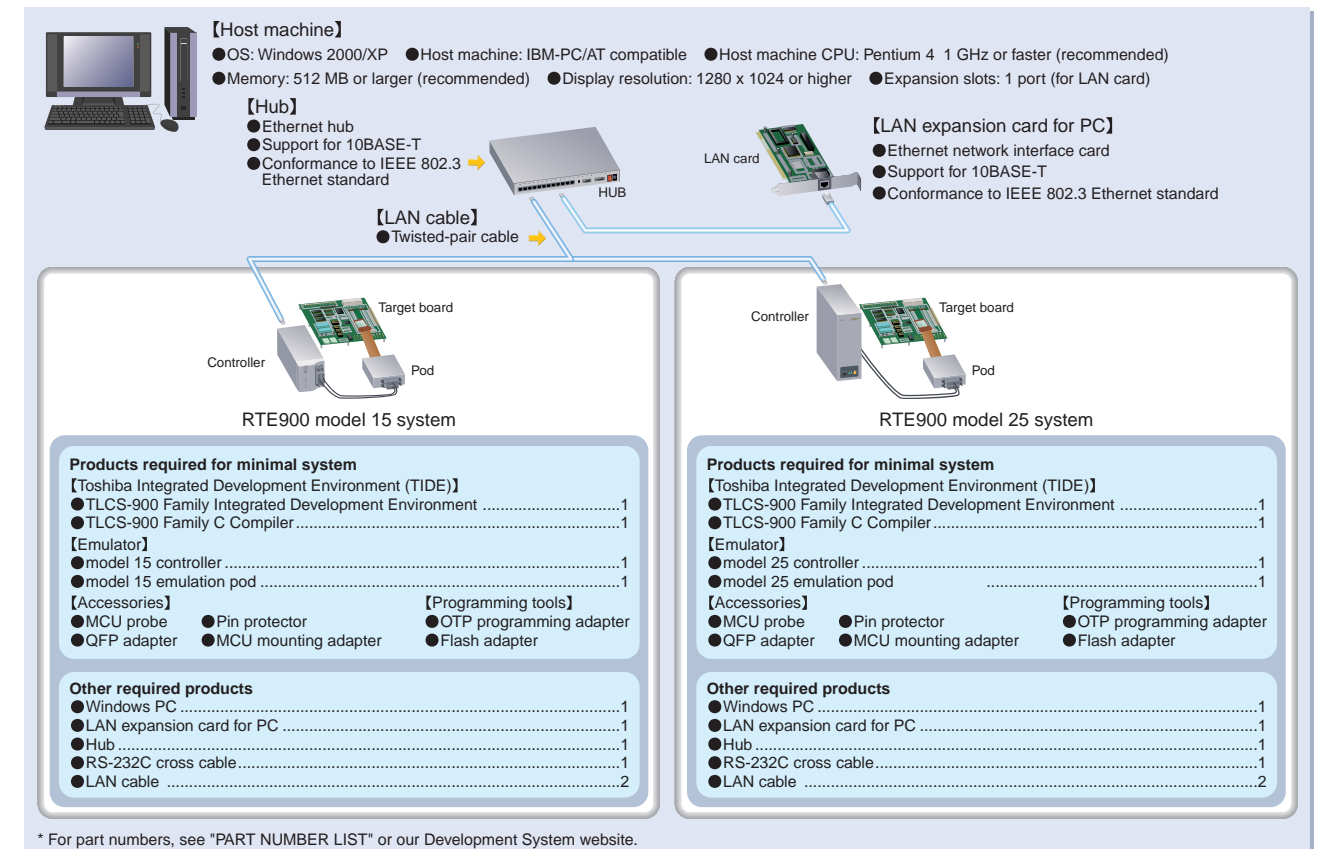 【Host machine】
●OS: Windows 2000/XP ●Host machine: IBM-PC/AT compatible ●Host machine CPU: Pentium 4 1 GHz or faster (recommended)
●Memory: 512 MB or larger (recommended) ●Display resolution: 1280 x 1024 or higher ●Expansion slots: 1 port (for LAN card)
【Hub】
●Ethernet hub
●Support for 10BASE-T
●Conformance to IEEE 802.3
Ethernet standard
HUB
LAN card
【LAN expansion card for PC】
●Ethernet network interface card
●Support for 10BASE-T
●Conformance to IEEE 802.3 Ethernet standard
【LAN cable】
●Twisted-pair cable
Target board
Controller
Pod
RTE900 model 15 system
Products required for minimal system
【Toshiba Integrated Development Environment (TIDE)】
●TLCS-900 Family Integrated Development Environment ...............................1
●TLCS-900 Family C Compiler.........................................................................1
【Emulator】
●model 15 controller.........................................................................................1
●model 15 emulation pod.................................................................................1
【Accessories】 【Programming tools】
●MCU probe ●Pin protector ●OTP programming adapter
●QFP adapter ●MCU mounting adapter ●Flash adapter
Other required products
●Windows PC...................................................................................................1
●LAN expansion card for PC............................................................................1
●Hub.................................................................................................................1
●RS-232C cross cable......................................................................................1
●LAN cable ......................................................................................................2
Controller
Target board
Pod
RTE900 model 25 system
Products required for minimal system
【Toshiba Integrated Development Environment (TIDE)】
●TLCS-900 Family Integrated Development Environment ...............................1
●TLCS-900 Family C Compiler.........................................................................1
【Emulator】
●model 25 controller.........................................................................................1
●model 25 emulation pod .............................................................1
【Accessories】 【Programming tools】
●MCU probe ●Pin protector ●OTP programming adapter
●QFP adapter ●MCU mounting adapter ●Flash adapter
Other required products
●Windows PC...................................................................................................1
●LAN expansion card for PC............................................................................1
●Hub.................................................................................................................1
●RS-232C cross cable......................................................................................1
●LAN cable ......................................................................................................2
* For part numbers, see "PART NUMBER LIST" or our Development System website.